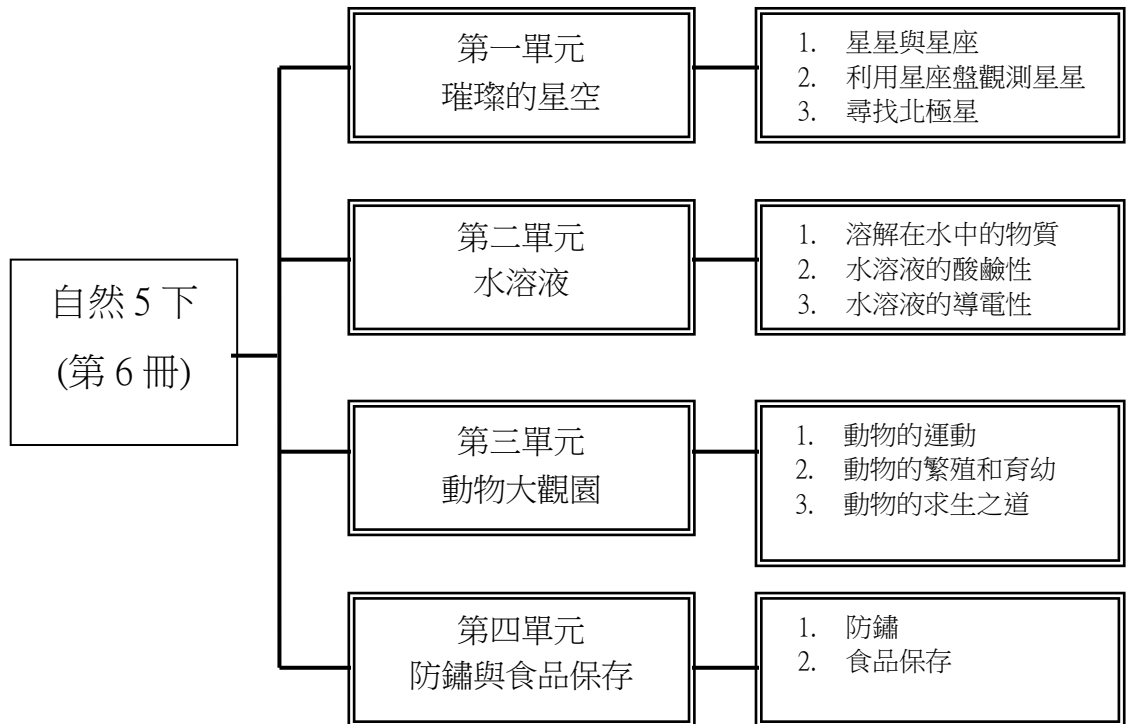 自然 5 下
(第 6 冊)
第一單元
璀璨的星空
1. 星星與星座
2. 利用星座盤觀測星星
3. 尋找北極星
第二單元
水溶液
1. 溶解在水中的物質
2. 水溶液的酸鹼性
3. 水溶液的導電性
第三單元
動物大觀園
1. 動物的運動
2. 動物的繁殖和育幼
3. 動物的求生之道
第四單元
防鏽與食品保存
1. 防鏽
2. 食品保存